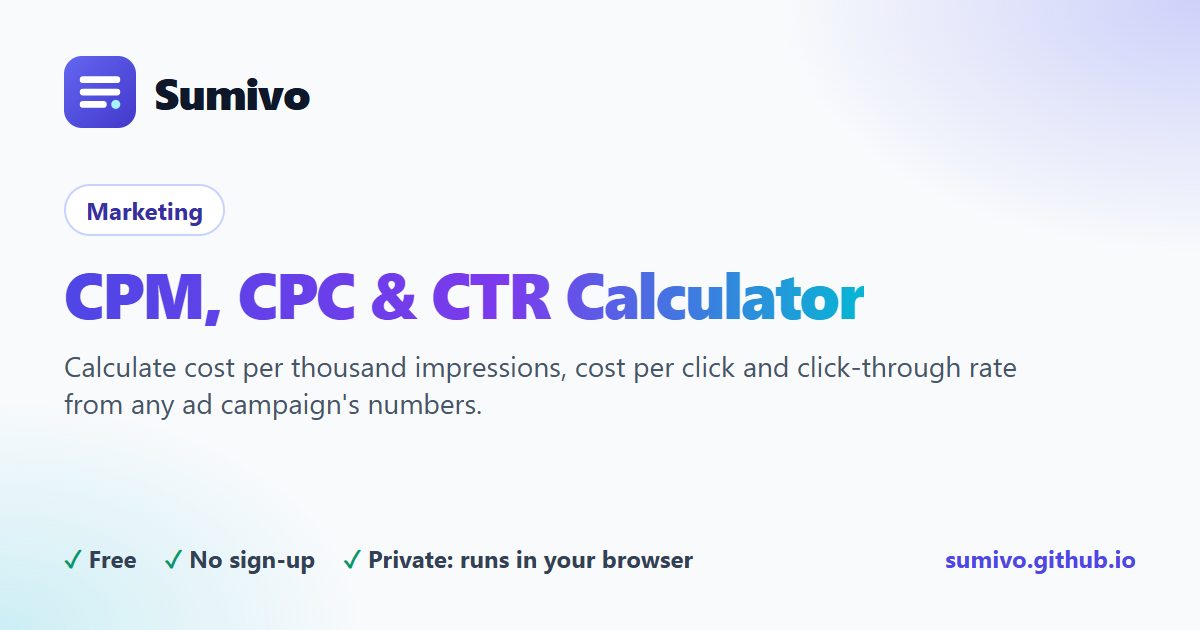 Sumivo
Marketing
CPM, CPC & CTR Calculator
Calculate cost per thousand impressions, cost per click and click-through rate
from any ad campaign's numbers.
✓ Free ✓ No sign-up ✓ Private: runs in your browser sumivo.github.io